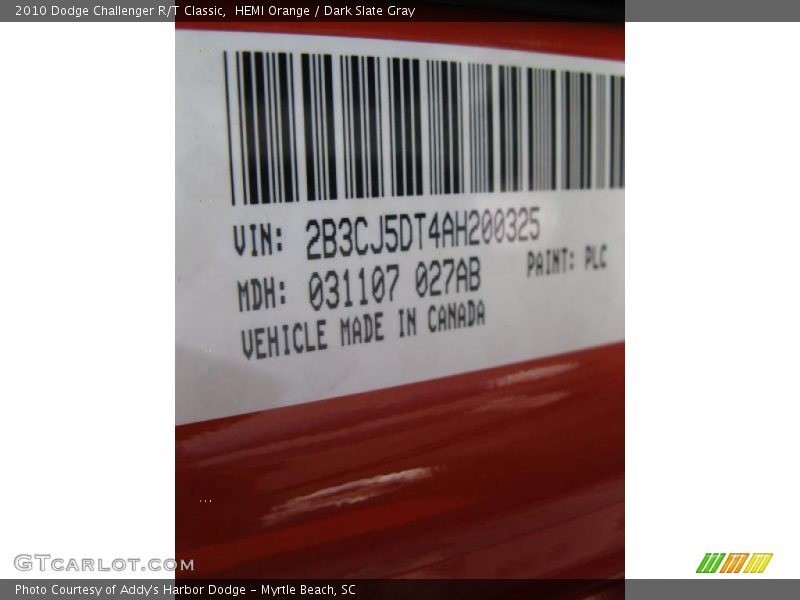 2010 Dodge Challenger R/T Classic,  HEMI Orange / Dark Slate Gray
VIN: 2B3CJ5DT4AH200325
MDH: 031107 027AB PAINT: PLC
VEHICLE MADE IN CANADA
GTcarlot.com
Photo Courtesy of Addy's Harbor Dodge - Myrtle Beach, SC